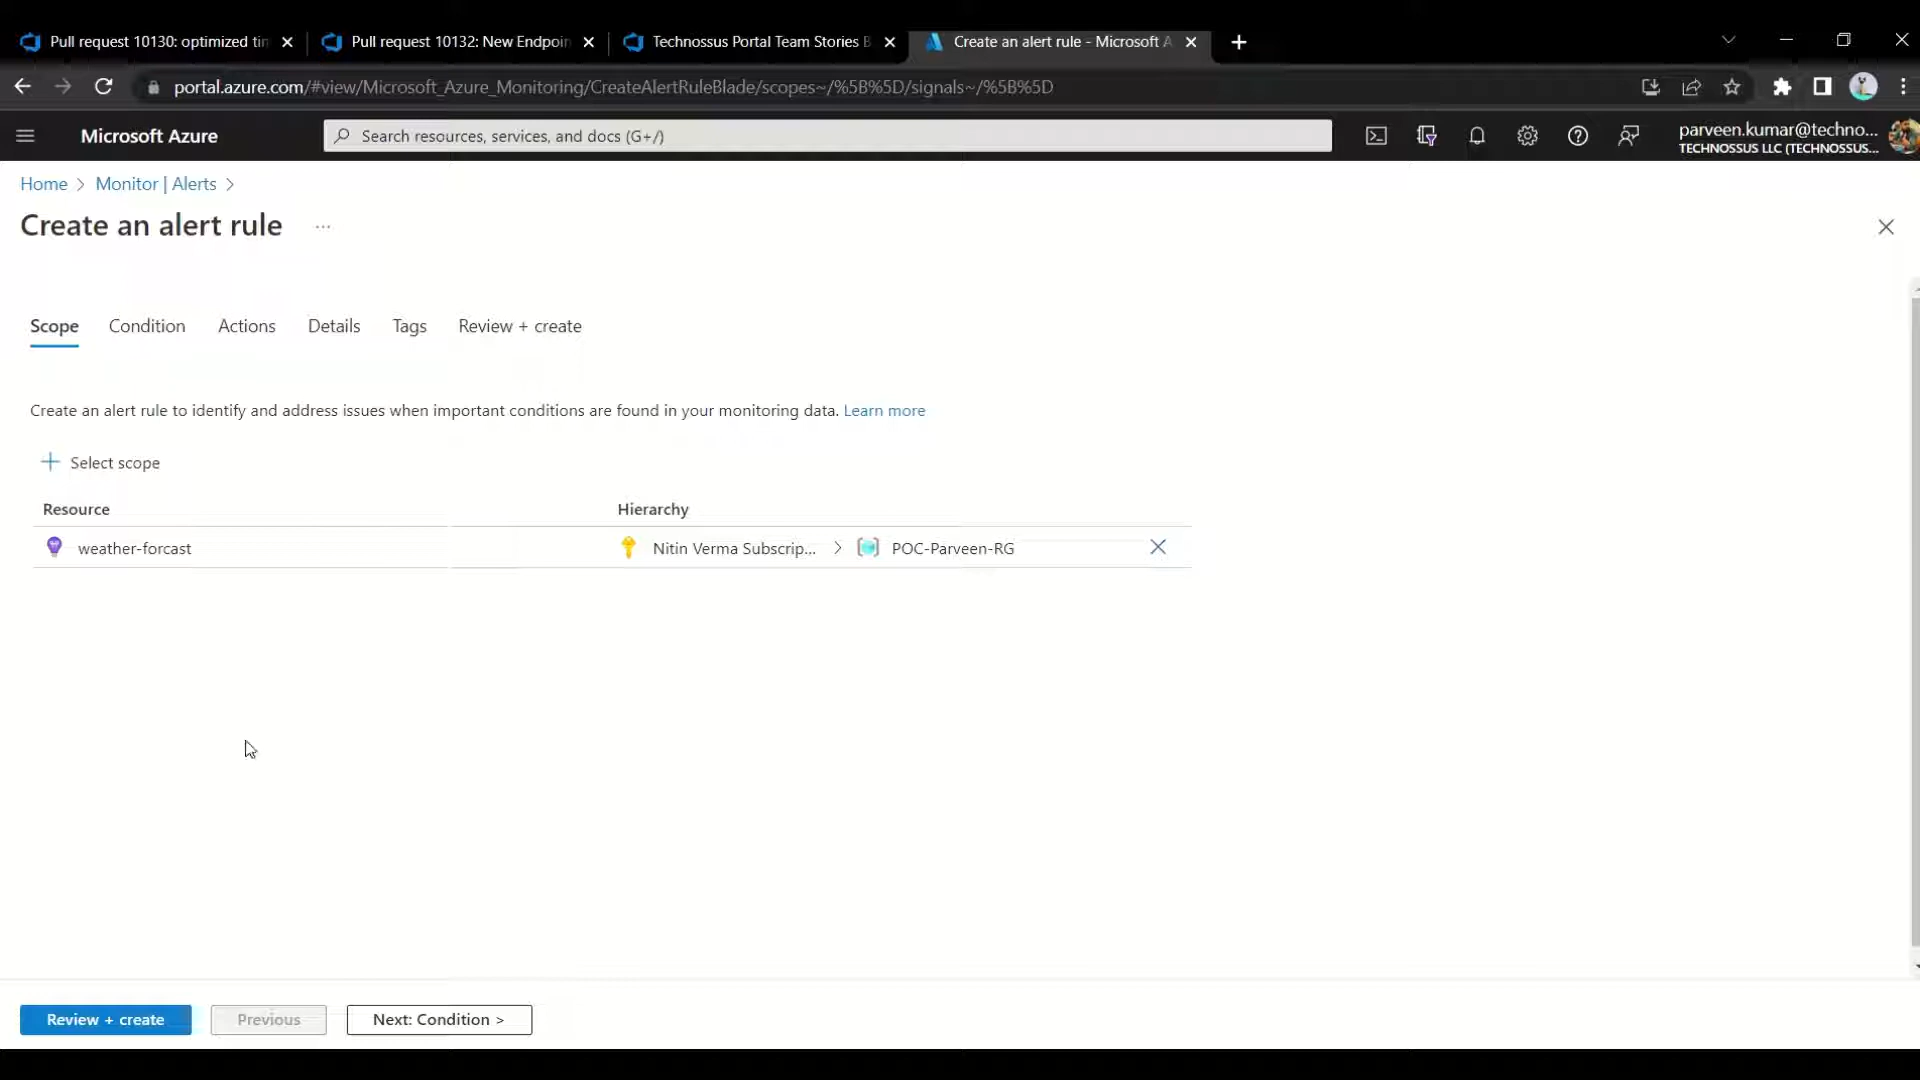 Pull request 10130: optimized tin
Pull request 10132: New Endpoin
Technossus Portal Team Stories B
Create an alert rule - Microsoft A
portal.azure.com/#view/Microsoft_Azure_Monitoring/CreateAlertRuleBlade/scopes~/%5B%5D/signals~/%5B%5D
Microsoft Azure
Search resources, services, and docs (G+/)
parveen.kumar@techno...
TECHNOSSUS LLC (TECHNOSSUS...
Home > Monitor | Alerts >
Create an alert rule ...
Scope Condition Actions Details Tags Review + create
Create an alert rule to identify and address issues when important conditions are found in your monitoring data. Learn more
+ Select scope
Resource Hierarchy
weather-forcast Nitin Verma Subscrip... > POC-Parveen-RG
Review + create Previous Next: Condition >